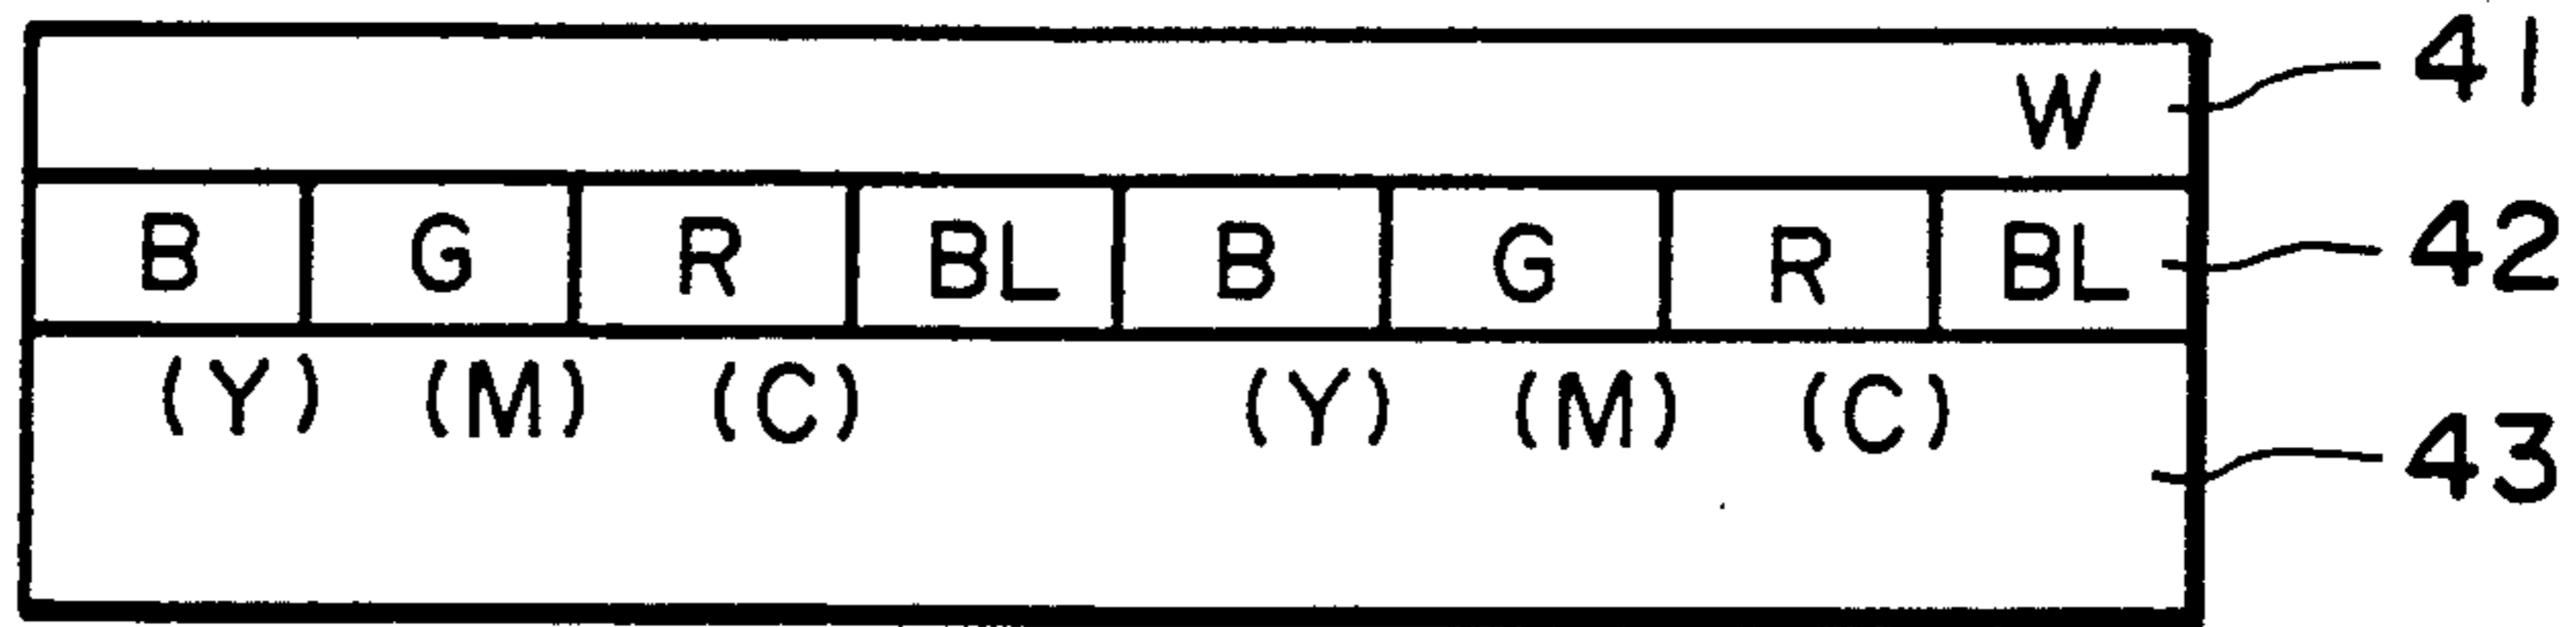 W 41
B G R BL B G R BL 42
(Y) (M) (C) (Y) (M) (C)
43